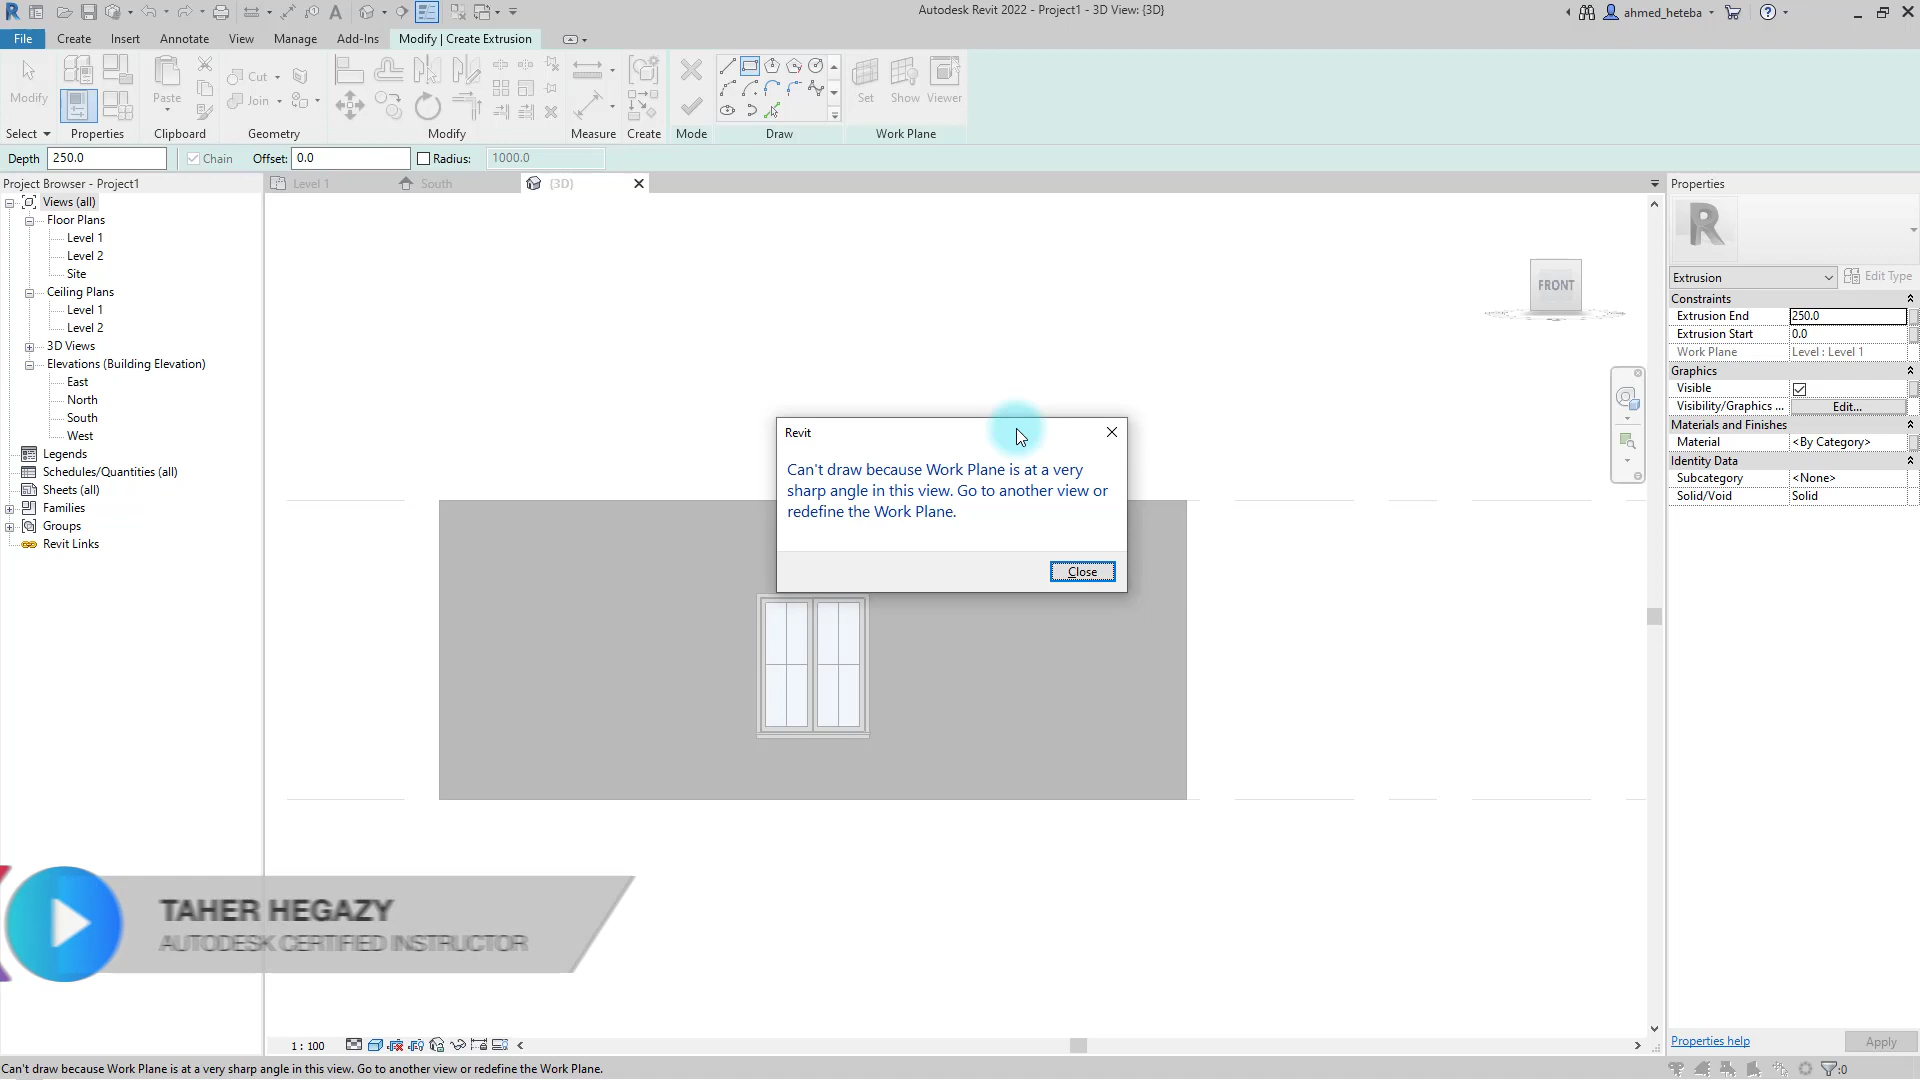 Autodesk Revit 2022 - Project1 - 3D View: {3D}
ahmed_heteba
File
Create
Insert
Annotate
View
Manage
Add-Ins
Modify | Create Extrusion
Modify
Paste
Cut
Join
Set
Show
Viewer
Select
Properties
Clipboard
Geometry
Modify
Measure
Create
Mode
Draw
Work Plane
Depth
250.0
Chain
Offset:
0.0
Radius:
1000.0
Project Browser - Project1
Level 1
South
{3D}
Properties
Views (all)
Floor Plans
Level 1
Level 2
Site
Ceiling Plans
Level 1
Level 2
3D Views
Elevations (Building Elevation)
East
North
South
West
Legends
Schedules/Quantities (all)
Sheets (all)
Families
Groups
Revit Links
FRONT
Revit
Can't draw because Work Plane is at a very
sharp angle in this view. Go to another view or
redefine the Work Plane.
Close
Extrusion
Edit Type
Constraints
Extrusion End 250.0
Extrusion Start 0.0
Work Plane Level : Level 1
Graphics
Visible
Visibility/Graphics ... Edit...
Materials and Finishes
Material <By Category>
Identity Data
Subcategory <None>
Solid/Void Solid
TAHER HEGAZY
AUTODESK CERTIFIED INSTRUCTOR
1 : 100
Properties help
Apply
Can't draw because Work Plane is at a very sharp angle in this view. Go to another view or redefine the Work Plane.
:0